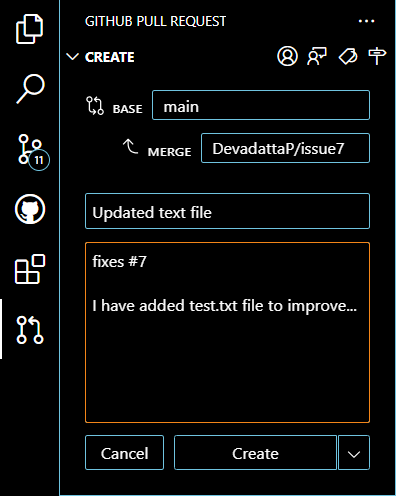 GITHUB PULL REQUEST
CREATE
BASE main
MERGE DevadattaP/issue7
11
Updated text file
fixes #7
I have added test.txt file to improve...
Cancel Create